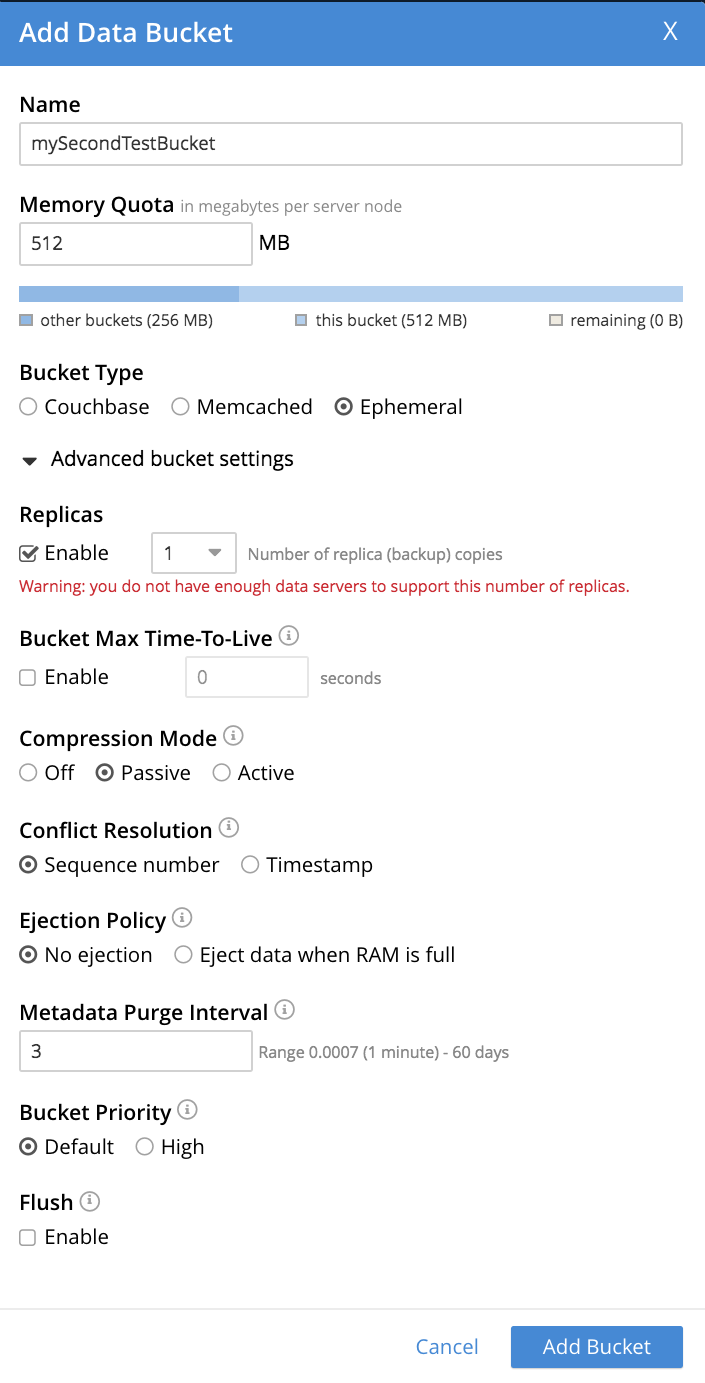 Add Data Bucket X
Name
mySecondTestBucket
Memory Quota in megabytes per server node
512 MB
other buckets (256 MB) this bucket (512 MB) remaining (0 B)
Bucket Type
Couchbase Memcached Ephemeral
Advanced bucket settings
Replicas
Enable 1 Number of replica (backup) copies
Warning: you do not have enough data servers to support this number of replicas.
Bucket Max Time-To-Live
Enable 0 seconds
Compression Mode
Off Passive Active
Conflict Resolution
Sequence number Timestamp
Ejection Policy
No ejection Eject data when RAM is full
Metadata Purge Interval
3 Range 0.0007 (1 minute) - 60 days
Bucket Priority
Default High
Flush
Enable
Cancel Add Bucket